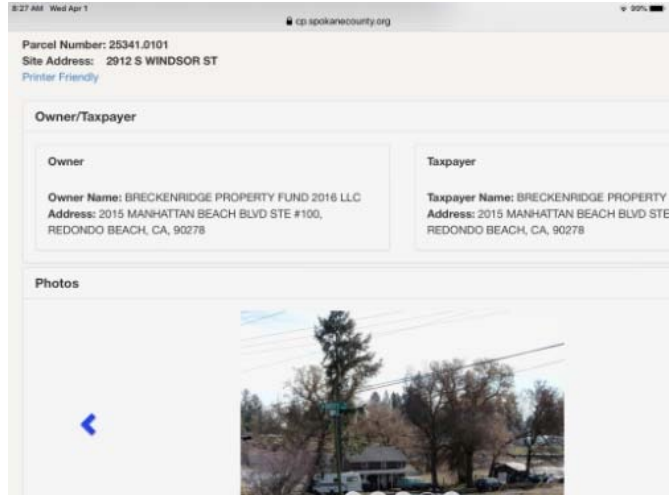 8:27 AM Wed Apr 1
cp.spokanecounty.org
99%
Parcel Number: 25341.0101
Site Address: 2912 S WINDSOR ST
Printer Friendly
Owner/Taxpayer
Owner
Owner Name: BRECKENRIDGE PROPERTY FUND 2016 LLC
Address: 2015 MANHATTAN BEACH BLVD STE #100,
REDONDO BEACH, CA, 90278
Taxpayer
Taxpayer Name: BRECKENRIDGE PROPERTY
Address: 2015 MANHATTAN BEACH BLVD STE
REDONDO BEACH, CA, 90278
Photos